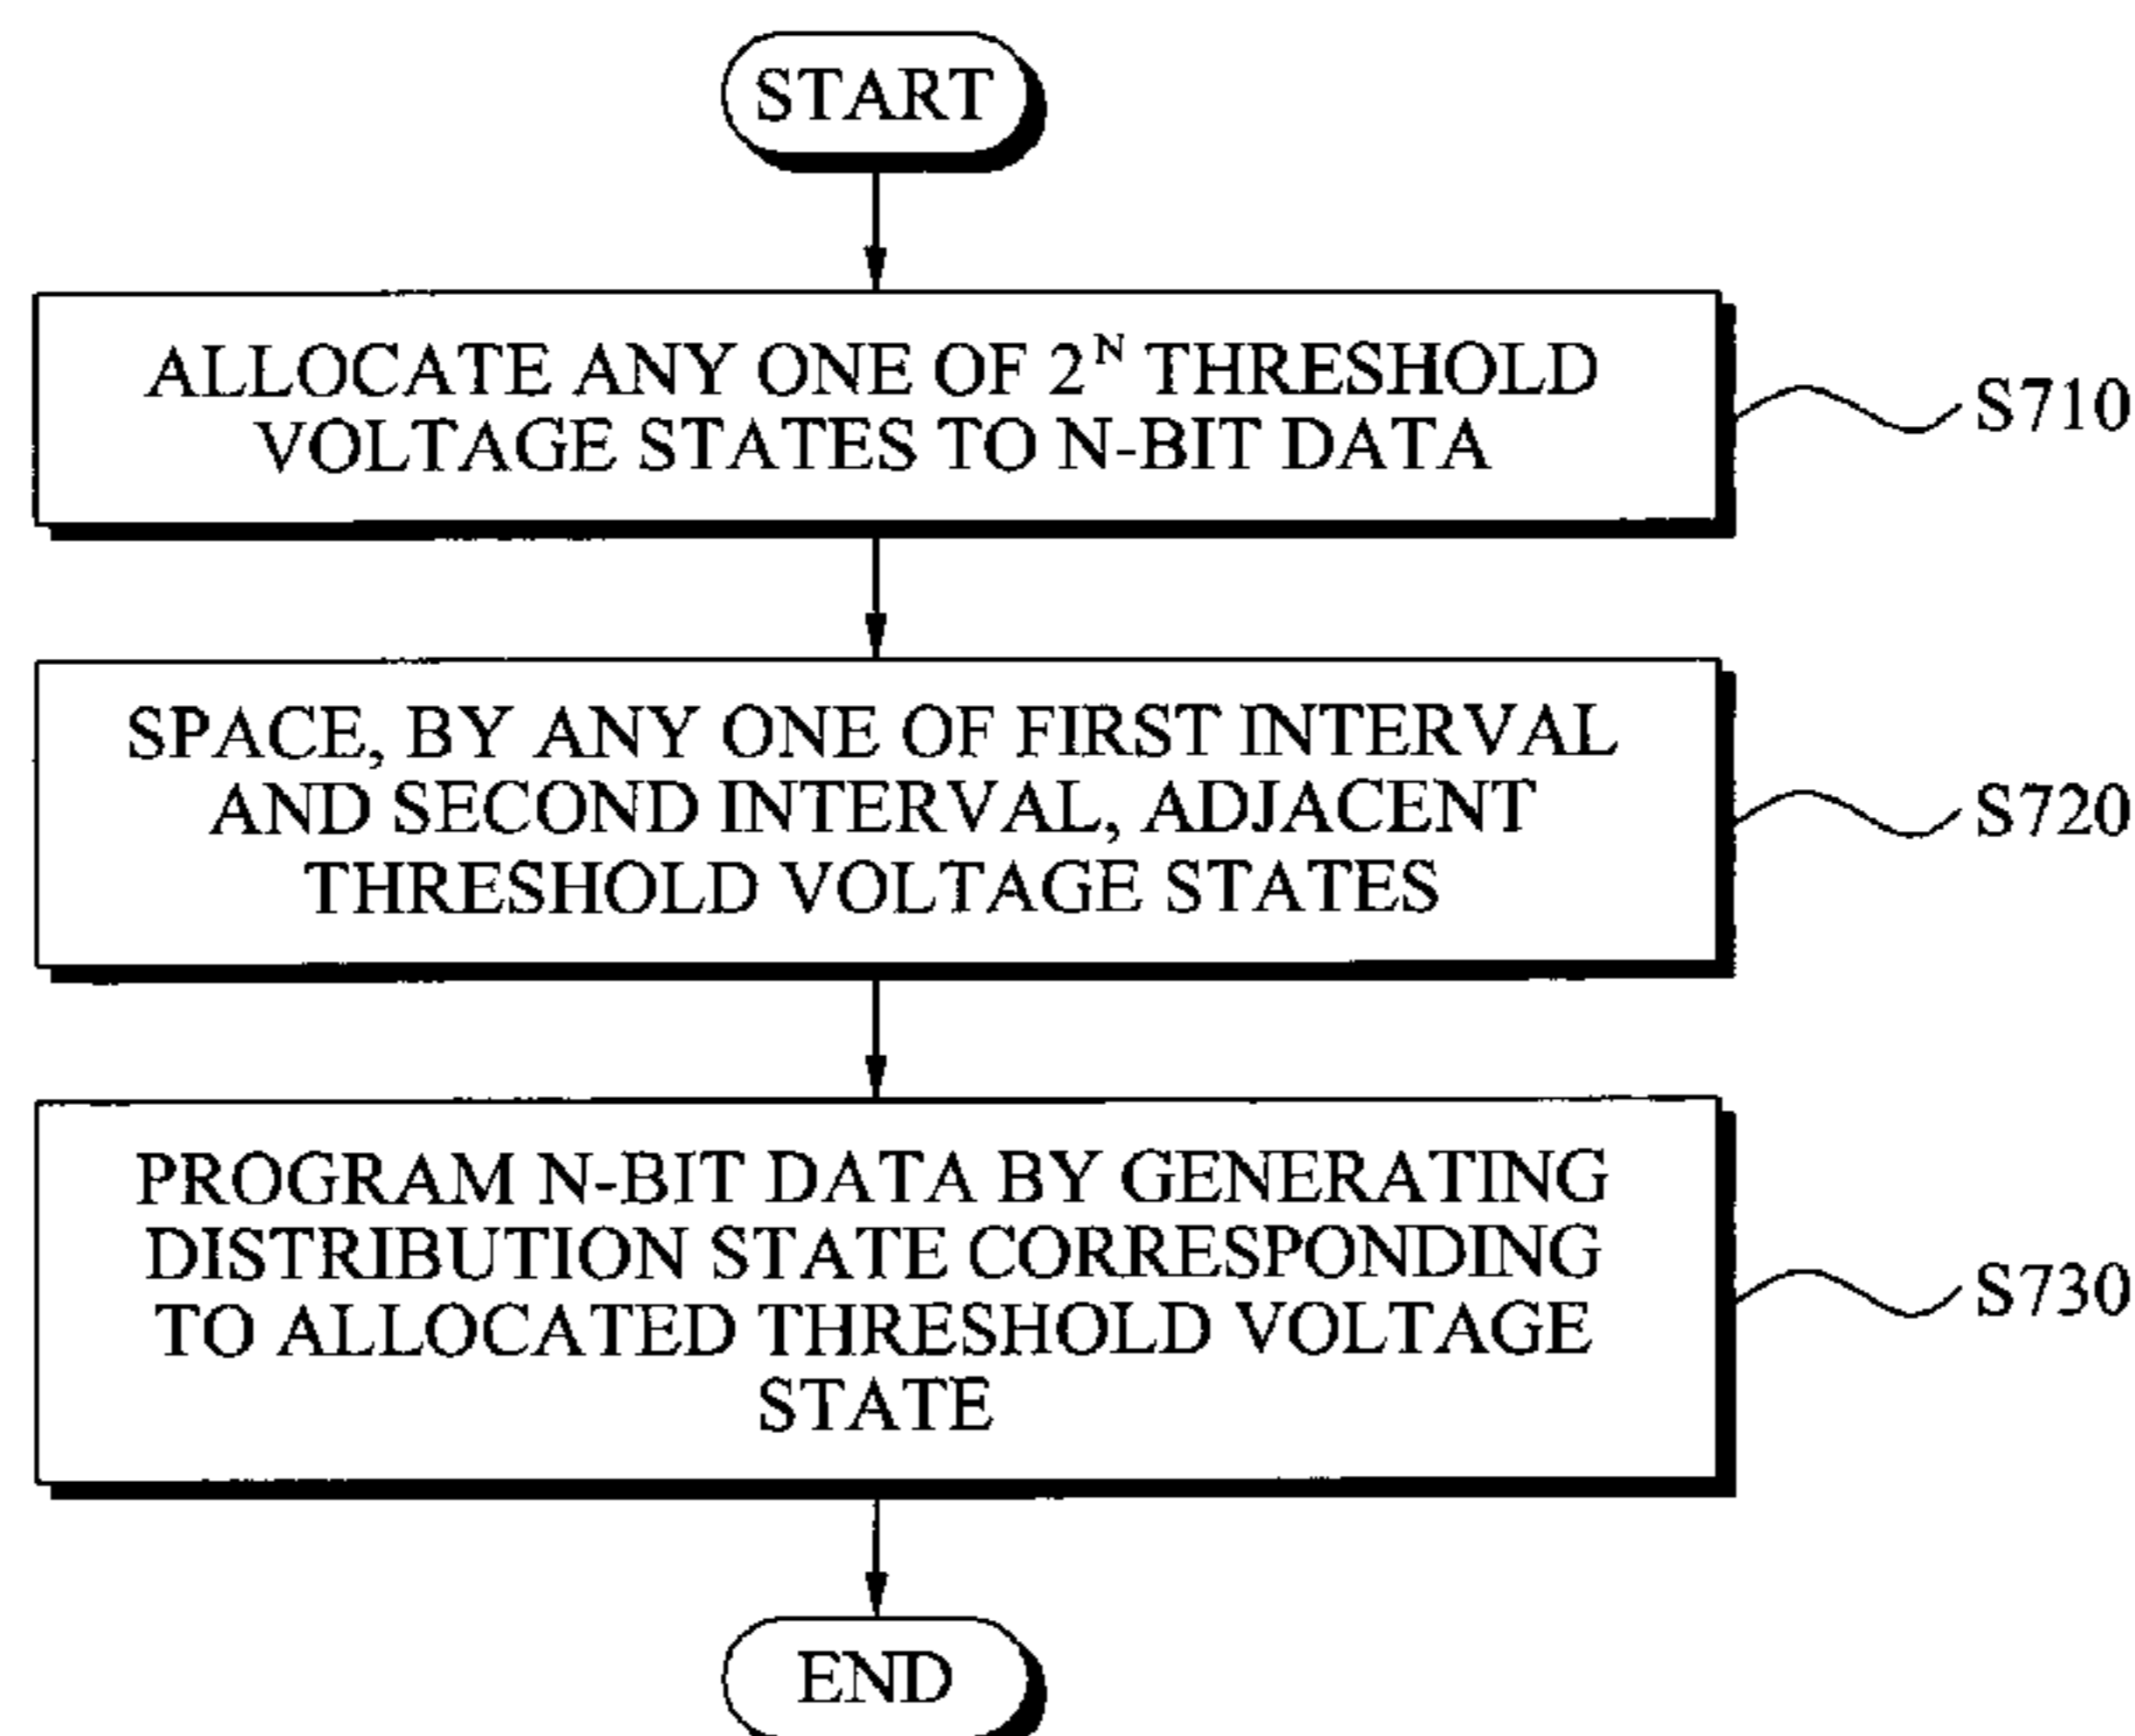 START
ALLOCATE ANY ONE OF 2^N THRESHOLD
VOLTAGE STATES TO N-BIT DATA
S710
SPACE, BY ANY ONE OF FIRST INTERVAL
AND SECOND INTERVAL, ADJACENT
THRESHOLD VOLTAGE STATES
S720
PROGRAM N-BIT DATA BY GENERATING
DISTRIBUTION STATE CORRESPONDING
TO ALLOCATED THRESHOLD VOLTAGE
STATE
S730
END